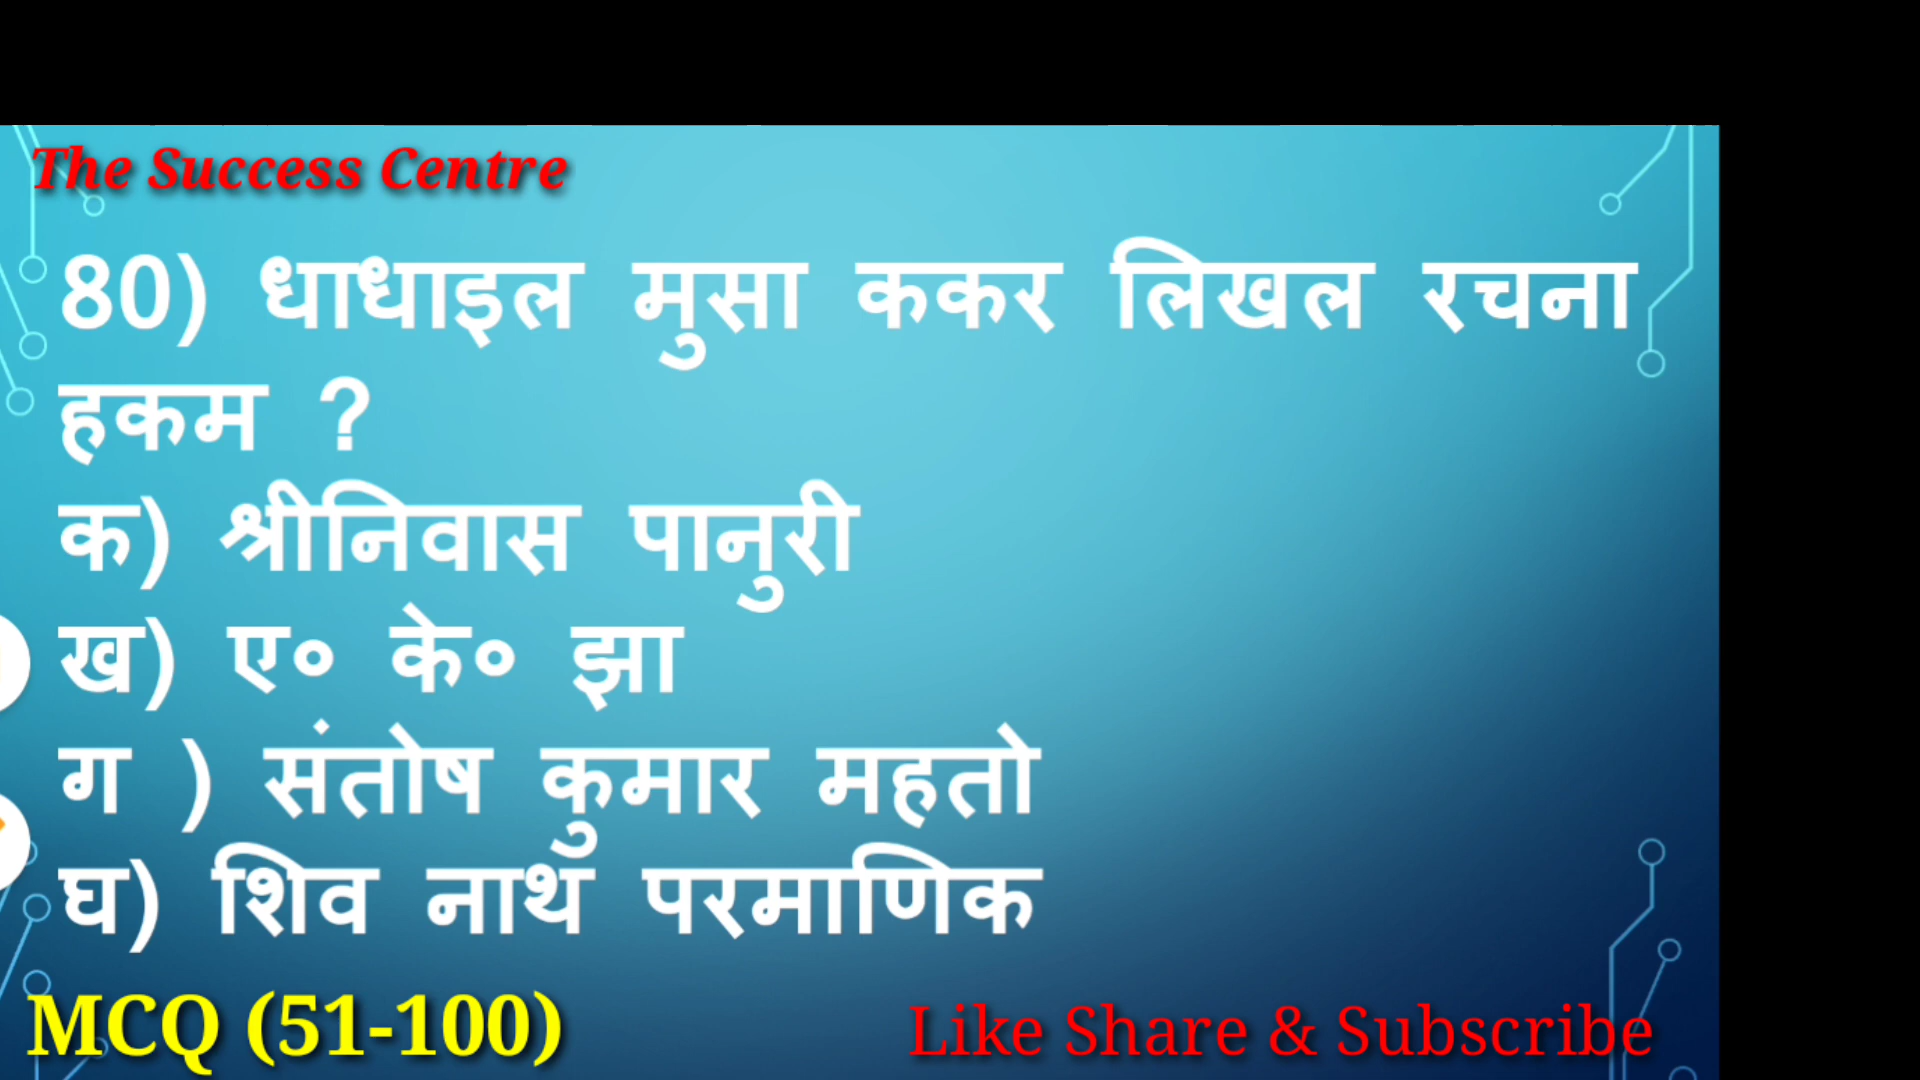 The Success Centre
80) धाधाइल मुसा ककर लिखल रचना
हकम ?
क) श्रीनिवास पानुरी
ख) ए० के० झा
ग ) संतोष कुमार महतो
घ) शिव नाथ परमाणिक
MCQ (51-100)
Like Share & Subscribe